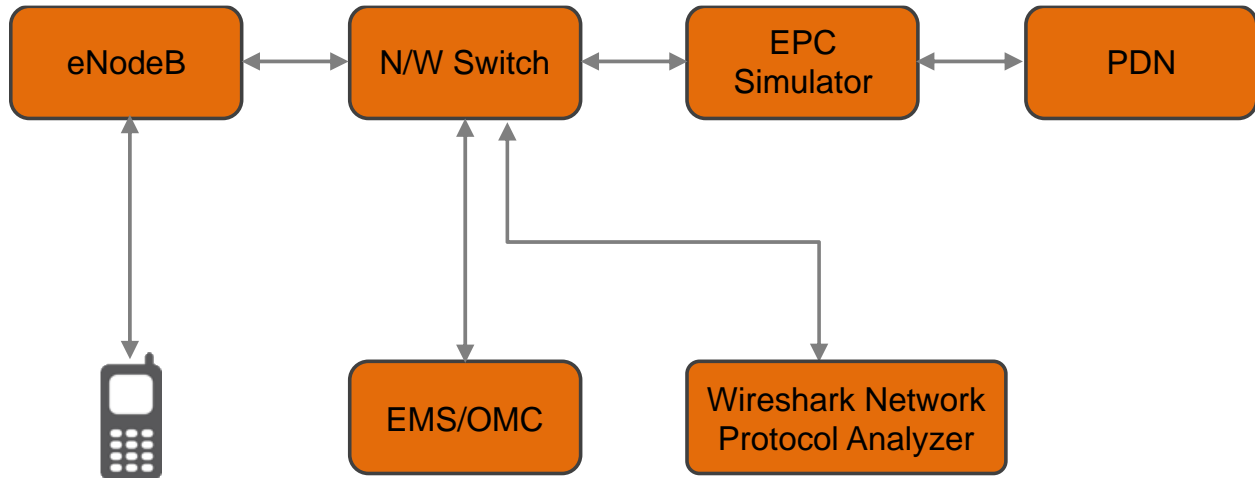 eNodeB
N/W Switch
EPC
Simulator
PDN
EMS/OMC
Wireshark Network
Protocol Analyzer